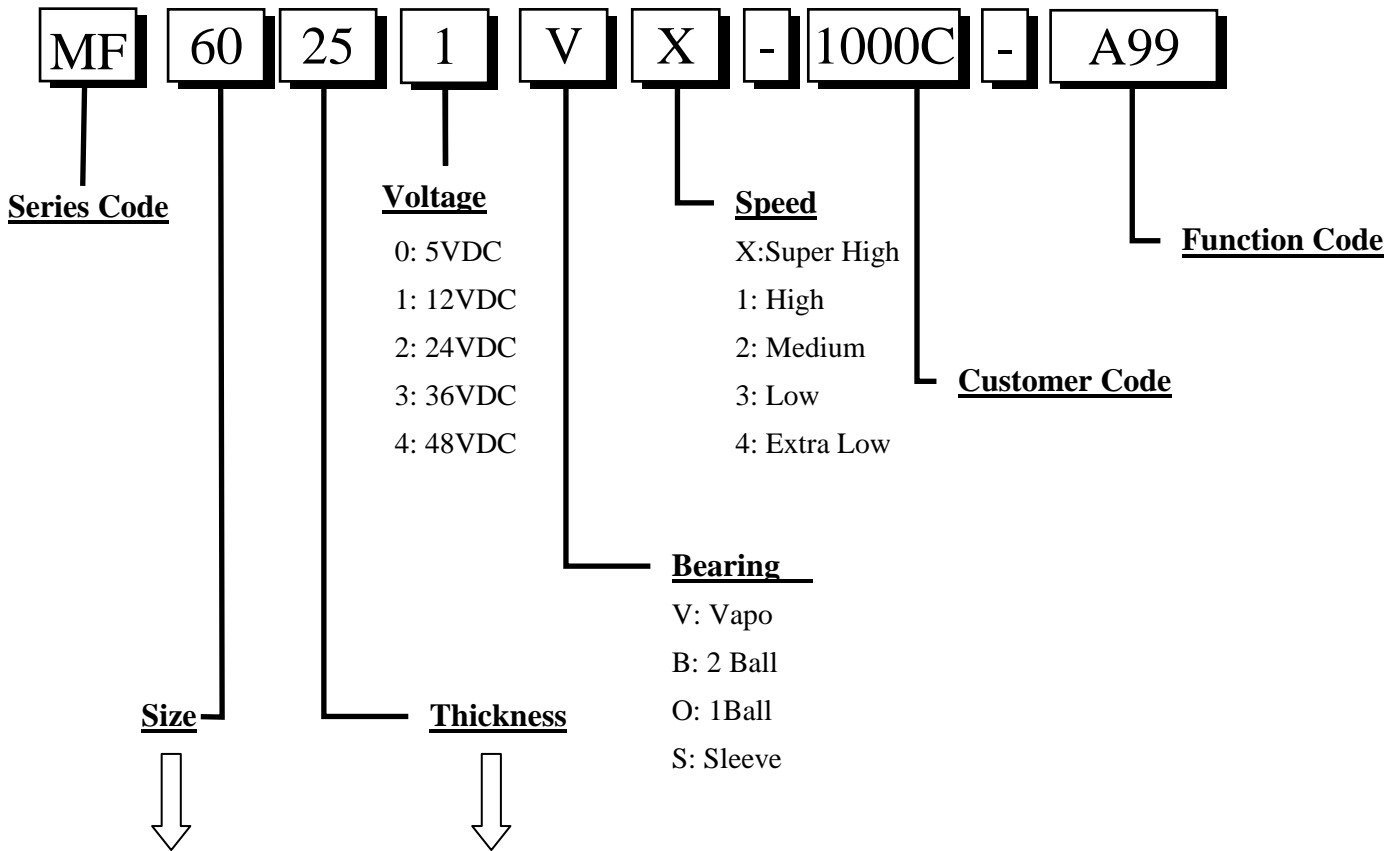 MF 60 25 1 V X - 1000C - A99
Series Code
Voltage
0: 5VDC
1: 12VDC
2: 24VDC
3: 36VDC
4: 48VDC
Speed
X:Super High
1: High
2: Medium
3: Low
4: Extra Low
Function Code
Customer Code
Bearing
V: Vapo
B: 2 Ball
O: 1Ball
S: Sleeve
Size
Thickness